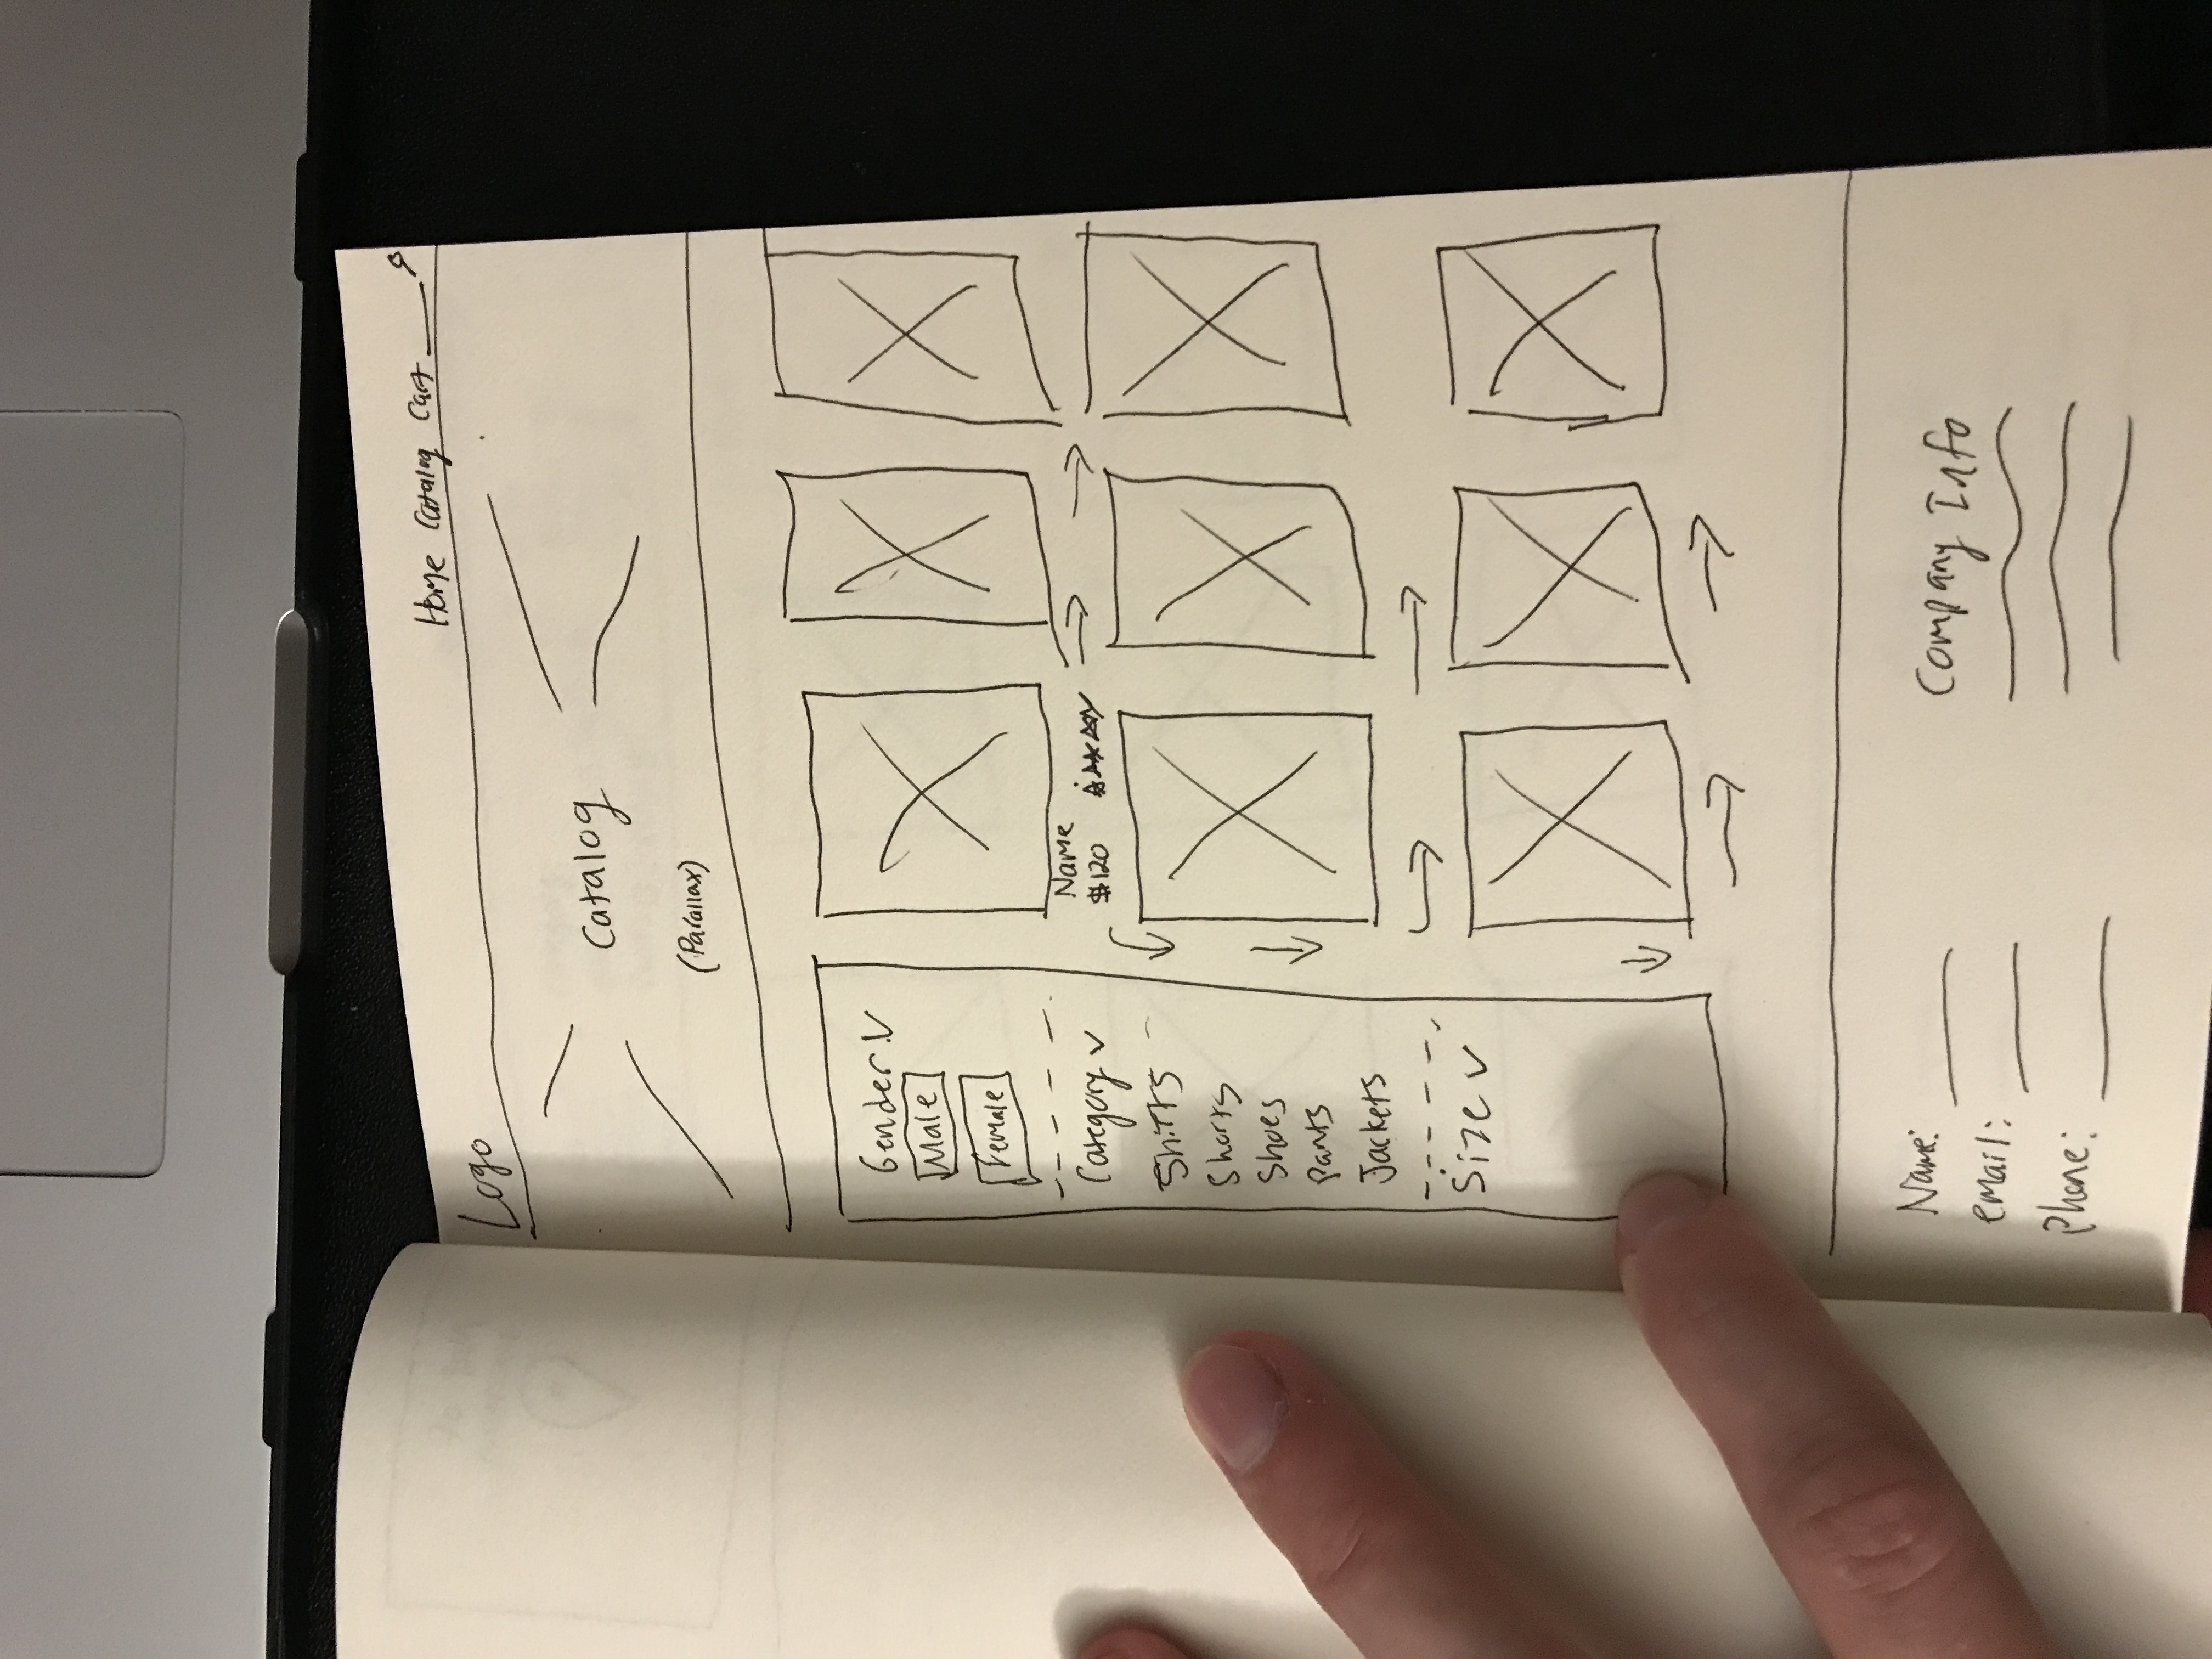 Home Catalog Cart
Logo
Catalog
(Parallax)
Gender
Male
Female
Category
Shirts
Shorts
Shoes
Pants
Jackets
Size
Name
$120
Name:
email:
Phone:
Company Info